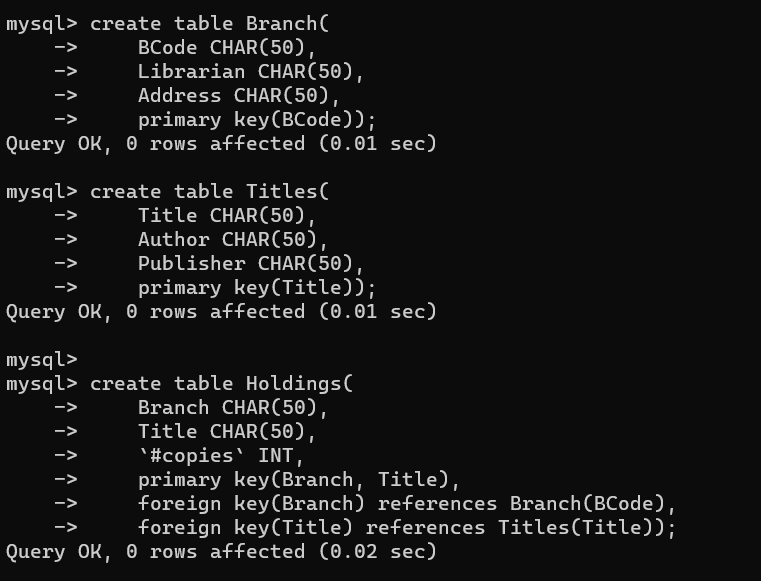 mysql> create table Branch(
    ->     BCode CHAR(50),
    ->     Librarian CHAR(50),
    ->     Address CHAR(50),
    ->     primary key(BCode));
Query OK, 0 rows affected (0.01 sec)
mysql> create table Titles(
    ->     Title CHAR(50),
    ->     Author CHAR(50),
    ->     Publisher CHAR(50),
    ->     primary key(Title));
Query OK, 0 rows affected (0.01 sec)
mysql>
mysql> create table Holdings(
    ->     Branch CHAR(50),
    ->     Title CHAR(50),
    ->     `#copies` INT,
    ->     primary key(Branch, Title),
    ->     foreign key(Branch) references Branch(BCode),
    ->     foreign key(Title) references Titles(Title));
Query OK, 0 rows affected (0.02 sec)